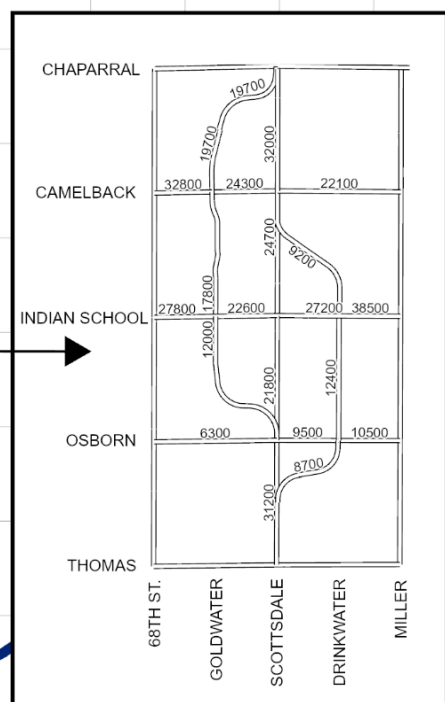 CHAPARRAL
19700
19700
32000
CAMELBACK
32800
24300
22100
24700
9200
17800
INDIAN SCHOOL
27800
22600
27200
38500
12000
21800
12400
OSBORN
6300
9500
10500
8700
31200
THOMAS
68TH ST.
GOLDWATER
SCOTTSDALE
DRINKWATER
MILLER